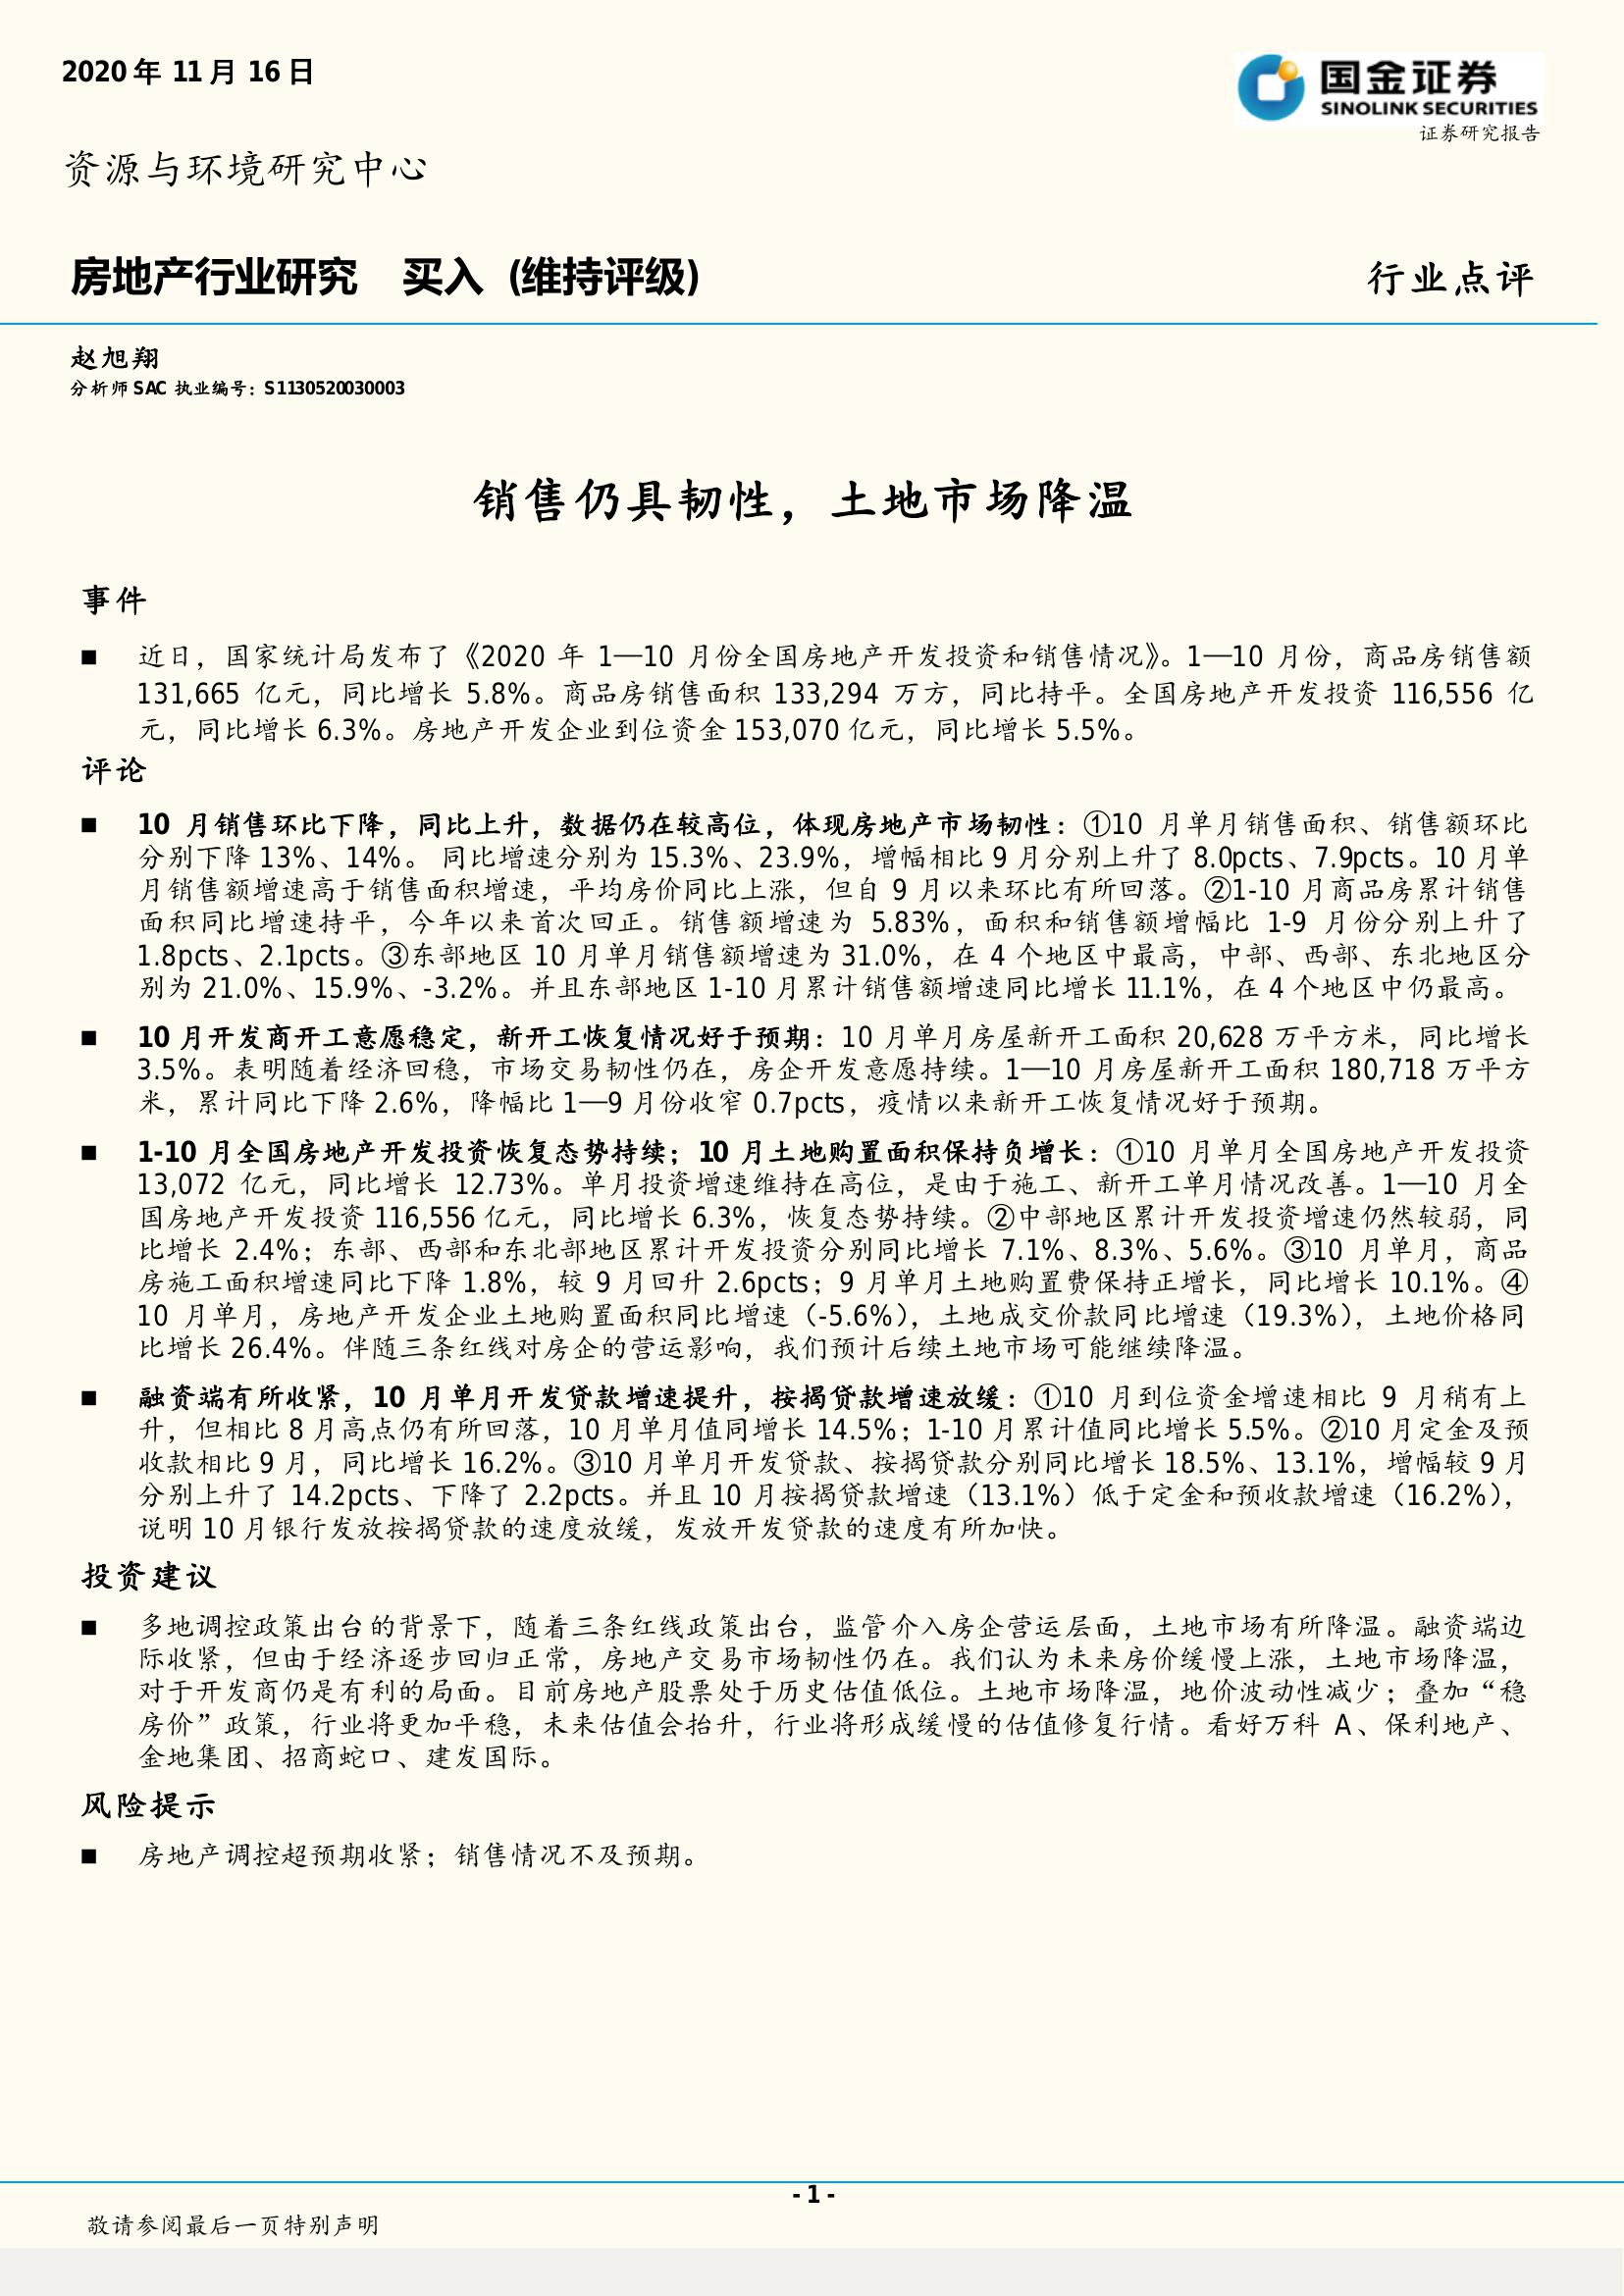 2020 年 11 月 16 日
国金证券
SINOLINK SECURITIES
证券研究报告
资源与环境研究中心
房地产行业研究 买入 (维持评级)
行业点评
赵旭翔
分析师 SAC 执业编号：S1130520030003
销售仍具韧性，土地市场降温
事件
■ 近日，国家统计局发布了《2020 年 1—10 月份全国房地产开发投资和销售情况》。1—10 月份，商品房销售额
131,665 亿元，同比增长 5.8%。商品房销售面积 133,294 万方，同比持平。全国房地产开发投资 116,556 亿
元，同比增长 6.3%。房地产开发企业到位资金 153,070 亿元，同比增长 5.5%。
评论
■ 10 月销售环比下降，同比上升，数据仍在较高位，体现房地产市场韧性：①10 月单月销售面积、销售额环比
分别下降 13%、14%。 同比增速分别为 15.3%、23.9%，增幅相比 9 月分别上升了 8.0pcts、7.9pcts。10 月单
月销售额增速高于销售面积增速，平均房价同比上涨，但自 9 月以来环比有所回落。②1-10 月商品房累计销售
面积同比增速持平，今年以来首次回正。销售额增速为 5.83%，面积和销售额增幅比 1-9 月份分别上升了
1.8pcts、2.1pcts。③东部地区 10 月单月销售额增速为 31.0%，在 4 个地区中最高，中部、西部、东北地区分
别为 21.0%、15.9%、-3.2%。并且东部地区 1-10 月累计销售额增速同比增长 11.1%，在 4 个地区中仍最高。
■ 10 月开发商开工意愿稳定，新开工恢复情况好于预期：10 月单月房屋新开工面积 20,628 万平方米，同比增长
3.5%。表明随着经济回稳，市场交易韧性仍在，房企开发意愿持续。1—10 月房屋新开工面积 180,718 万平方
米，累计同比下降 2.6%，降幅比 1—9 月份收窄 0.7pcts，疫情以来新开工恢复情况好于预期。
■ 1-10 月全国房地产开发投资恢复态势持续；10 月土地购置面积保持负增长：①10 月单月全国房地产开发投资
13,072 亿元，同比增长 12.73%。单月投资增速维持在高位，是由于施工、新开工单月情况改善。1—10 月全
国房地产开发投资 116,556 亿元，同比增长 6.3%，恢复态势持续。②中部地区累计开发投资增速仍然较弱，同
比增长 2.4%；东部、西部和东北部地区累计开发投资分别同比增长 7.1%、8.3%、5.6%。③10 月单月，商品
房施工面积增速同比下降 1.8%，较 9 月回升 2.6pcts；9 月单月土地购置费保持正增长，同比增长 10.1%。④
10 月单月，房地产开发企业土地购置面积同比增速（-5.6%），土地成交价款同比增速（19.3%），土地价格同
比增长 26.4%。伴随三条红线对房企的营运影响，我们预计后续土地市场可能继续降温。
■ 融资端有所收紧，10 月单月开发贷款增速提升，按揭贷款增速放缓：①10 月到位资金增速相比 9 月稍有上
升，但相比 8 月高点仍有所回落，10 月单月值同增长 14.5%；1-10 月累计值同比增长 5.5%。②10 月定金及预
收款相比 9 月，同比增长 16.2%。③10 月单月开发贷款、按揭贷款分别同比增长 18.5%、13.1%，增幅较 9 月
分别上升了 14.2pcts、下降了 2.2pcts。并且 10 月按揭贷款增速（13.1%）低于定金和预收款增速（16.2%），
说明 10 月银行发放按揭贷款的速度放缓，发放开发贷款的速度有所加快。
投资建议
■ 多地调控政策出台的背景下，随着三条红线政策出台，监管介入房企营运层面，土地市场有所降温。融资端边
际收紧，但由于经济逐步回归正常，房地产交易市场韧性仍在。我们认为未来房价缓慢上涨，土地市场降温，
对于开发商仍是有利的局面。目前房地产股票处于历史估值低位。土地市场降温，地价波动性减少；叠加“稳
房价”政策，行业将更加平稳，未来估值会抬升，行业将形成缓慢的估值修复行情。看好万科 A、保利地产、
金地集团、招商蛇口、建发国际。
风险提示
■ 房地产调控超预期收紧；销售情况不及预期。
- 1 -
敬请参阅最后一页特别声明